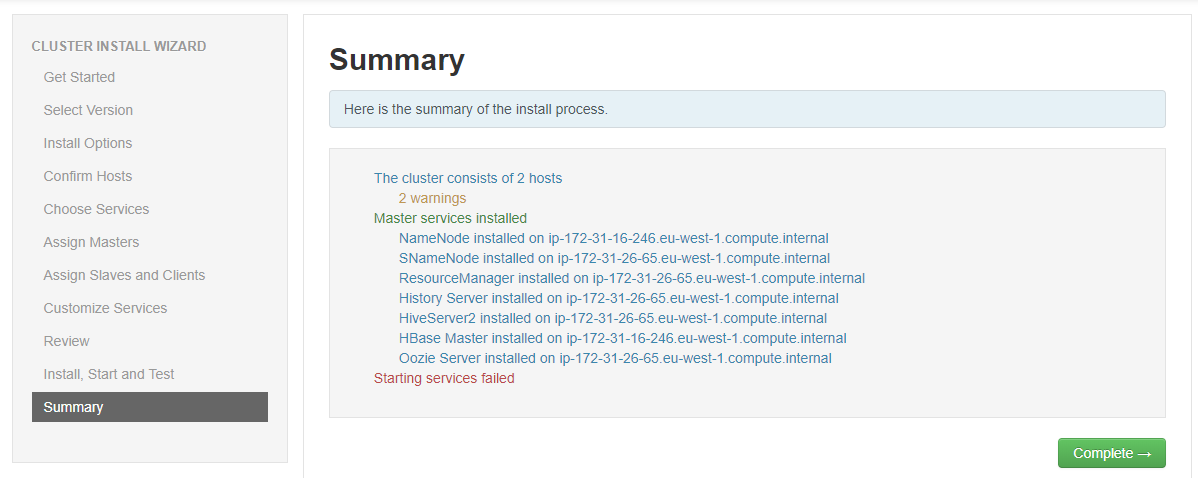 CLUSTER INSTALL WIZARD
Get Started
Select Version
Install Options
Confirm Hosts
Choose Services
Assign Masters
Assign Slaves and Clients
Customize Services
Review
Install, Start and Test
Summary
Summary
Here is the summary of the install process.
The cluster consists of 2 hosts
2 warnings
Master services installed
NameNode installed on ip-172-31-16-246.eu-west-1.compute.internal
SNameNode installed on ip-172-31-26-65.eu-west-1.compute.internal
ResourceManager installed on ip-172-31-26-65.eu-west-1.compute.internal
History Server installed on ip-172-31-26-65.eu-west-1.compute.internal
HiveServer2 installed on ip-172-31-26-65.eu-west-1.compute.internal
HBase Master installed on ip-172-31-16-246.eu-west-1.compute.internal
Oozie Server installed on ip-172-31-26-65.eu-west-1.compute.internal
Starting services failed
Complete →